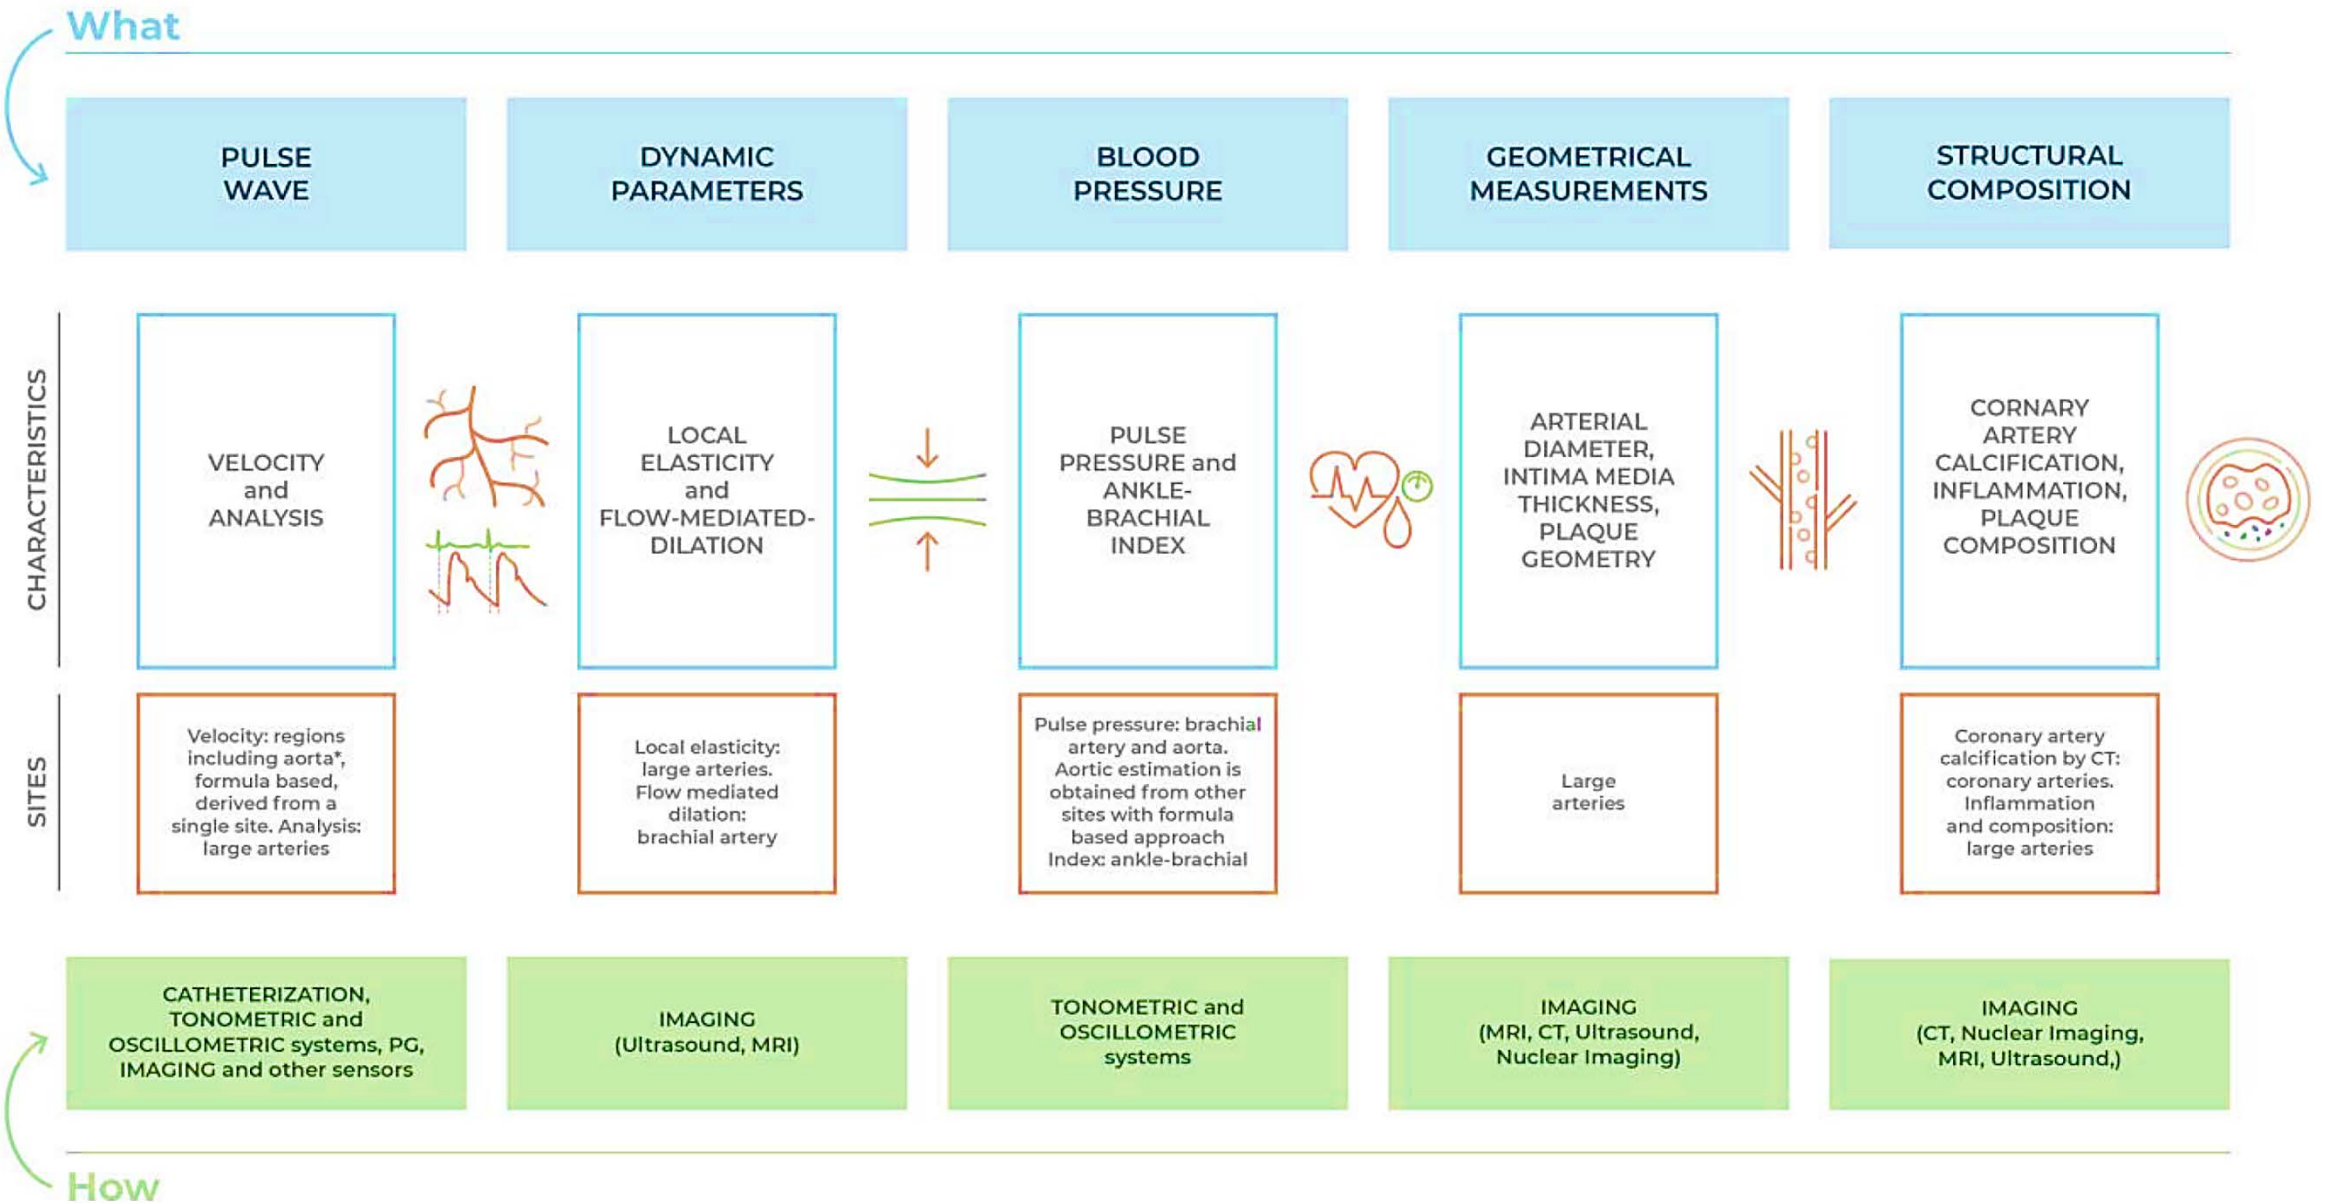 What
PULSE
WAVE
DYNAMIC
PARAMETERS
BLOOD
PRESSURE
GEOMETRICAL
MEASUREMENTS
STRUCTURAL
COMPOSITION
CHARACTERISTICS
VELOCITY
and
ANALYSIS
LOCAL
ELASTICITY
and
FLOW-MEDIATED-
DILATION
PULSE
PRESSURE and
ANKLE-
BRACHIAL
INDEX
ARTERIAL
DIAMETER,
INTIMA MEDIA
THICKNESS,
PLAQUE
GEOMETRY
CORNARY
ARTERY
CALCIFICATION,
INFLAMMATION,
PLAQUE
COMPOSITION
SITES
Velocity: regions
including aorta*,
formula based,
derived from a
single site. Analysis:
large arteries
Local elasticity:
large arteries.
Flow mediated
dilation:
brachial artery
Pulse pressure: brachial
artery and aorta.
Aortic estimation is
obtained from other
sites with formula
based approach
Index: ankle-brachial
Large
arteries
Coronary artery
calcification by CT:
coronary arteries.
Inflammation
and composition:
large arteries
CATHETERIZATION,
TONOMETRIC and
OSCILLOMETRIC systems, PG,
IMAGING and other sensors
IMAGING
(Ultrasound, MRI)
TONOMETRIC and
OSCILLOMETRIC
systems
IMAGING
(MRI, CT, Ultrasound,
Nuclear Imaging)
IMAGING
(CT, Nuclear Imaging,
MRI, Ultrasound,)
How